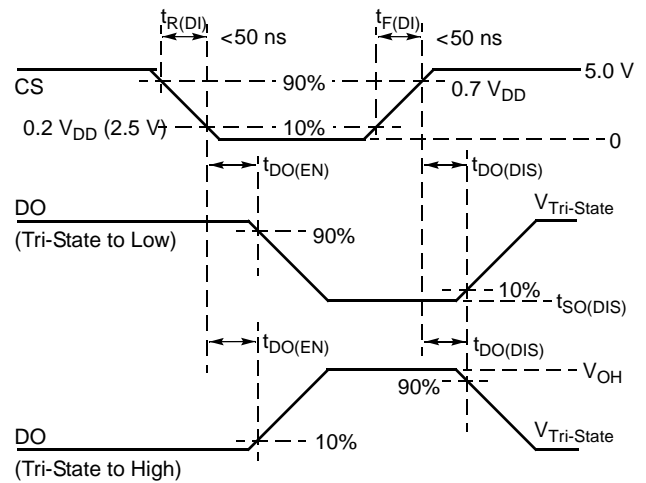 tR(DI) <50 ns tF(DI) <50 ns
5.0 V
CS 90% 0.7 VDD
0.2 VDD (2.5 V) 10% 0
tDO(EN) tDO(DIS)
DO VTri-State
(Tri-State to Low) 90%
10% tSO(DIS)
tDO(EN) tDO(DIS)
VOH
90%
DO 10% VTri-State
(Tri-State to High)